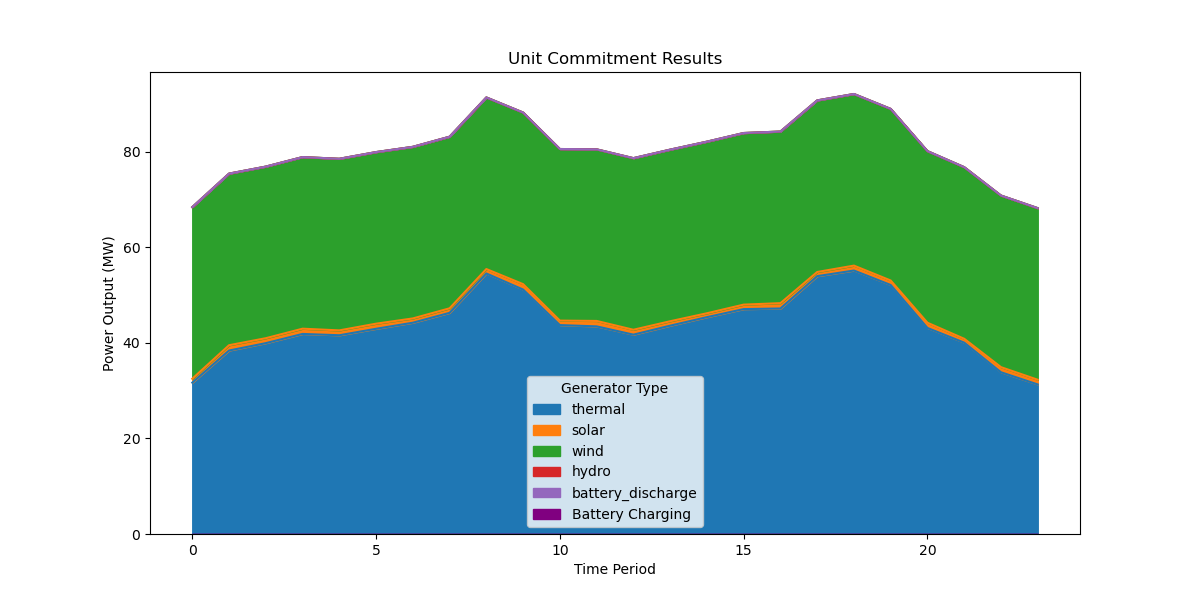 Unit Commitment Results
Power Output (MW)
80
60
40
20
0
Generator Type
thermal
solar
wind
hydro
battery_discharge
Battery Charging
0 5 10 15 20
Time Period